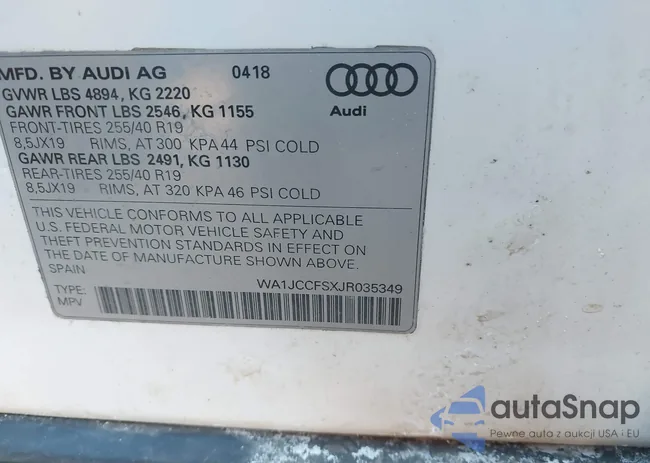 MFD. BY AUDI AG 0418
GVWR LBS 4894, KG 2220
GAWR FRONT LBS 2546, KG 1155
FRONT-TIRES 255/40 R19
8,5JX19 RIMS, AT 300 KPA 44 PSI COLD
GAWR REAR LBS 2491, KG 1130
REAR-TIRES 255/40 R19
8,5JX19 RIMS, AT 320 KPA 46 PSI COLD
Audi
THIS VEHICLE CONFORMS TO ALL APPLICABLE
U.S. FEDERAL MOTOR VEHICLE SAFETY AND
THEFT PREVENTION STANDARDS IN EFFECT ON
THE DATE OF MANUFACTURE SHOWN ABOVE.
SPAIN
TYPE: WA1JCCFSXJR035349
MPV
autaSnap
Pewne auta z aukcji USA i EU